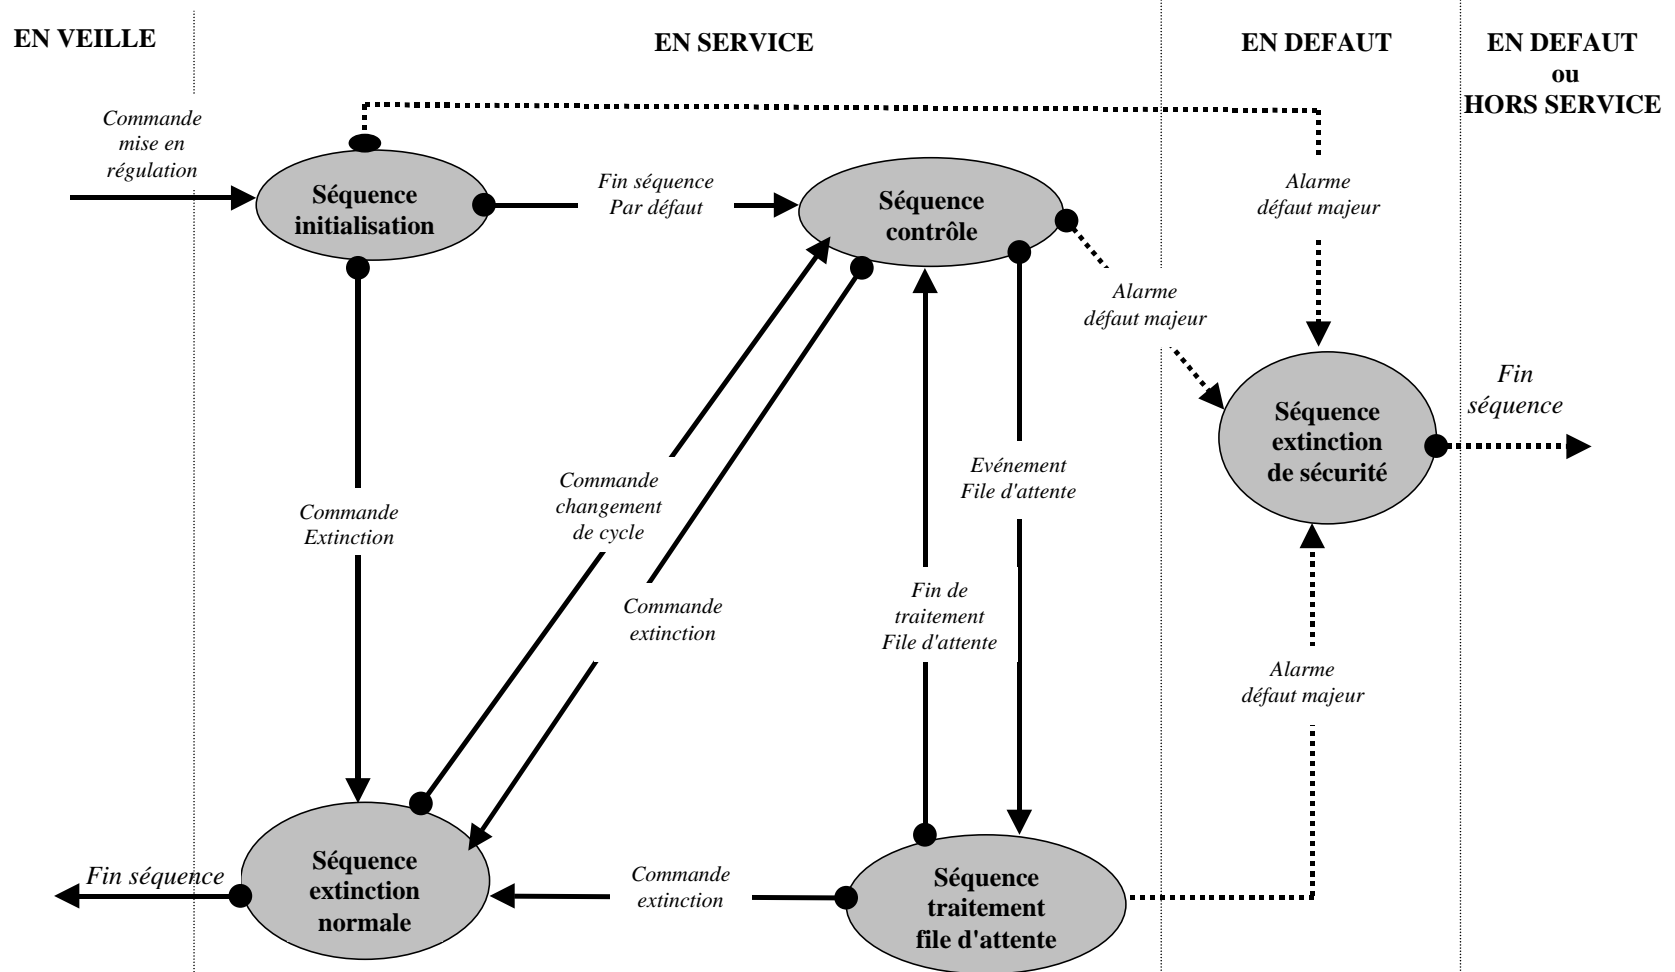 EN VEILLE
EN SERVICE
EN DEFAUT
EN DEFAUT
ou
HORS SERVICE
Commande
mise en
régulation
Séquence
initialisation
Fin séquence
Par défaut
Séquence
contrôle
Alarme
défaut majeur
Alarme
défaut majeur
Fin
séquence
Séquence
extinction
de sécurité
Commande
Extinction
Commande
changement
de cycle
Evénement
File d'attente
Commande
extinction
Fin de
traitement
File d'attente
Alarme
défaut majeur
Fin séquence
Séquence
extinction
normale
Commande
extinction
Séquence
traitement
file d'attente